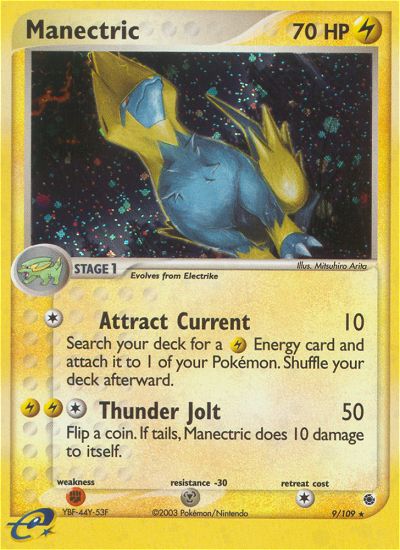 Manectric 70 HP
Illus. Mitsuhiro Arita
STAGE 1
Evolves from Electrike
Attract Current 10
Search your deck for a Energy card and
attach it to 1 of your Pokémon. Shuffle your
deck afterward.
Thunder Jolt 50
Flip a coin. If tails, Manectric does 10 damage
to itself.
weakness resistance -30 retreat cost
YBF-44Y-53F ©2003 Pokémon/Nintendo 9/109 ★
e